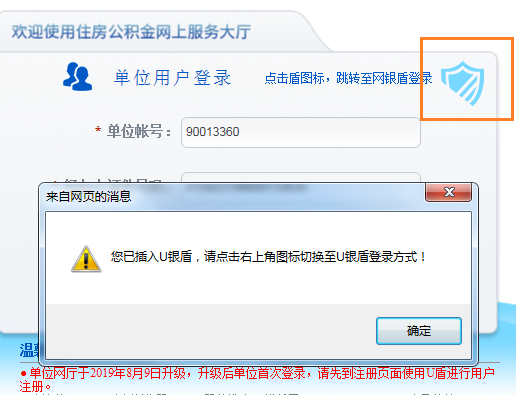 欢迎使用住房公积金网上服务大厅
单位用户登录
点击盾图标，跳转至网银盾登录
* 单位帐号：
90013360
来自网页的消息
您已插入U银盾，请点击右上角图标切换至U银盾登录方式！
确定
● 单位网厅于2019年8月9日升级，升级后单位首次登录，请先到注册页面使用U盾进行用户
注册。